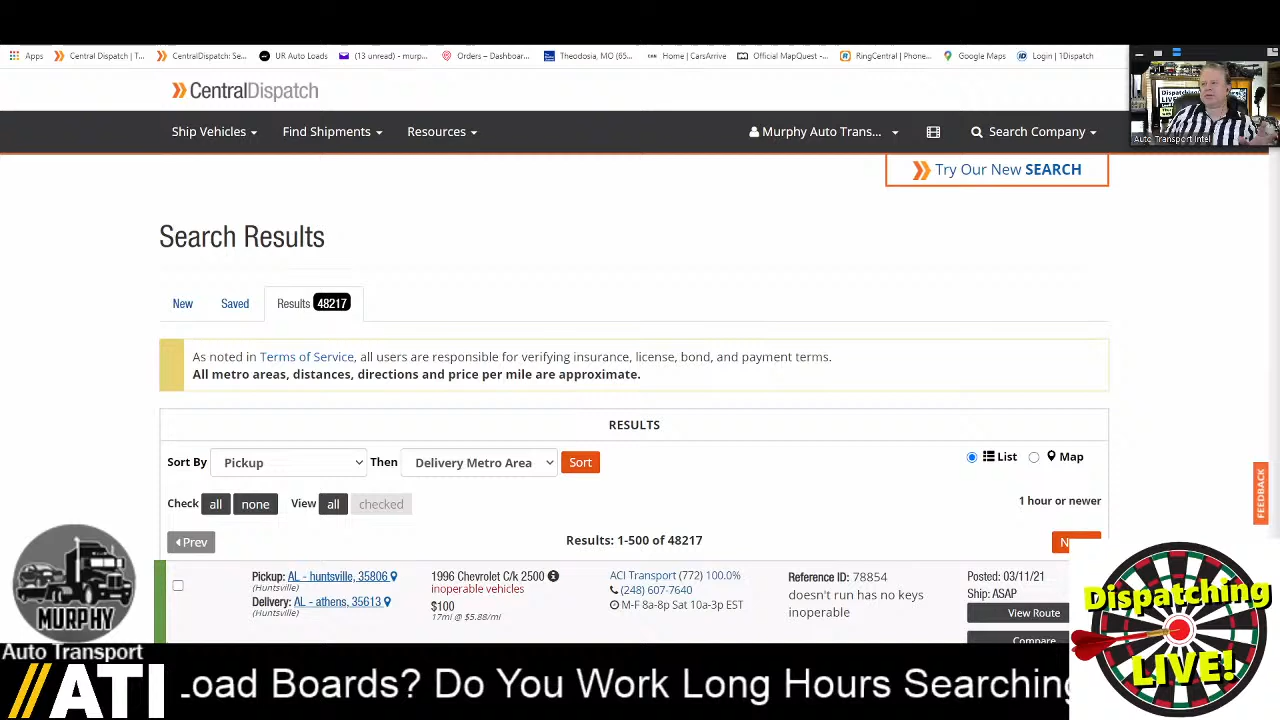 Apps
Central Dispatch | T...
CentralDispatch: Se...
UR Auto Loads
(13 unread) - murp...
Orders – Dashboar...
Theodosia, MO (65...
Home | CarsArrive
Official MapQuest -...
RingCentral | Phone...
Google Maps
Login | 1Dispatch
CentralDispatch
Ship Vehicles
Find Shipments
Resources
Murphy Auto Trans...
Search Company
Auto Transport Intel
Try Our New SEARCH
Search Results
New
Saved
Results 48217
As noted in Terms of Service, all users are responsible for verifying insurance, license, bond, and payment terms.
All metro areas, distances, directions and price per mile are approximate.
RESULTS
Sort By Pickup Then Delivery Metro Area Sort
List Map
Check all none View all checked
1 hour or newer
Prev
Results: 1-500 of 48217
Pickup: AL - huntsville, 35806
(Huntsville)
Delivery: AL - athens, 35613
(Huntsville)
1996 Chevrolet C/k 2500
inoperable vehicles
$100
17mi @ $5.88/mi
ACI Transport (772) 100.0%
(248) 607-7640
M-F 8a-8p Sat 10a-3p EST
Reference ID: 78854
doesn't run has no keys
inoperable
Posted: 03/11/21
Ship: ASAP
View Route
Compare
FEEDBACK
MURPHY
Auto Transport
ATI
Load Boards? Do You Work Long Hours Searching
Dispatching
LIVE!